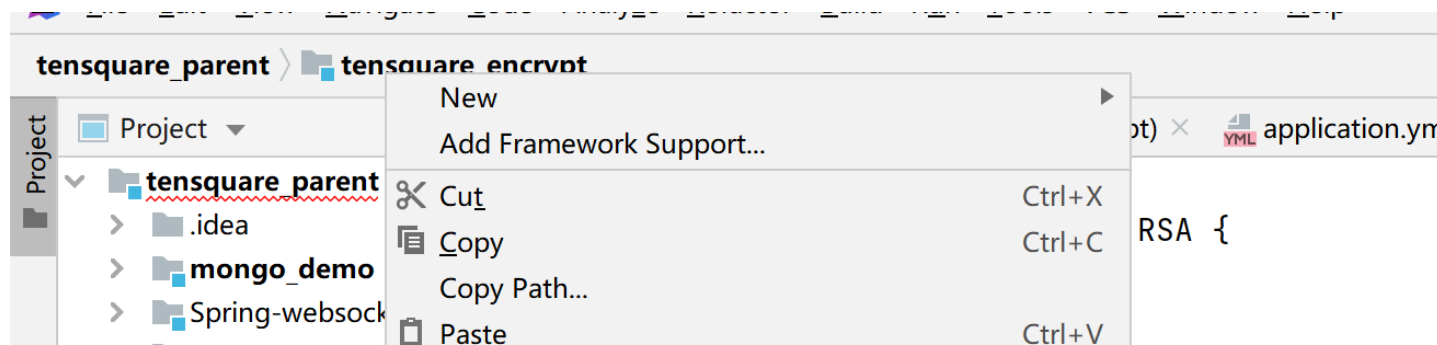 tensquare_parent tensquare_encrypt
Project
Project
pt)
YML application.ym
New
Add Framework Support...
Cut Ctrl+X
Copy Ctrl+C
Copy Path...
Paste Ctrl+V
tensquare_parent
.idea
mongo_demo
Spring-websock
RSA {